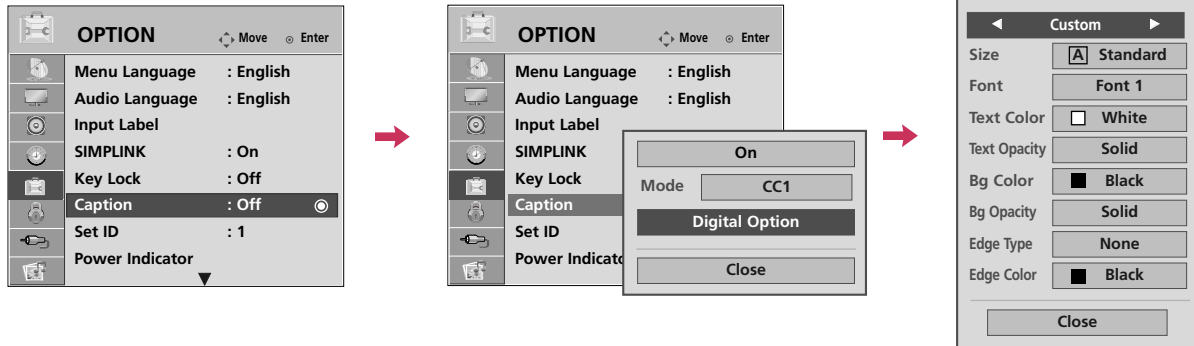 OPTION Move Enter
Menu Language : English
Audio Language : English
Input Label
SIMPLINK : On
Key Lock : Off
Caption : Off
Set ID : 1
Power Indicator
OPTION Move Enter
Menu Language : English
Audio Language : English
Input Label
SIMPLINK
Key Lock
Caption
Set ID
Power Indicato
On
Mode CC1
Digital Option
Close
Custom
Size A Standard
Font Font 1
Text Color White
Text Opacity Solid
Bg Color Black
Bg Opacity Solid
Edge Type None
Edge Color Black
Close